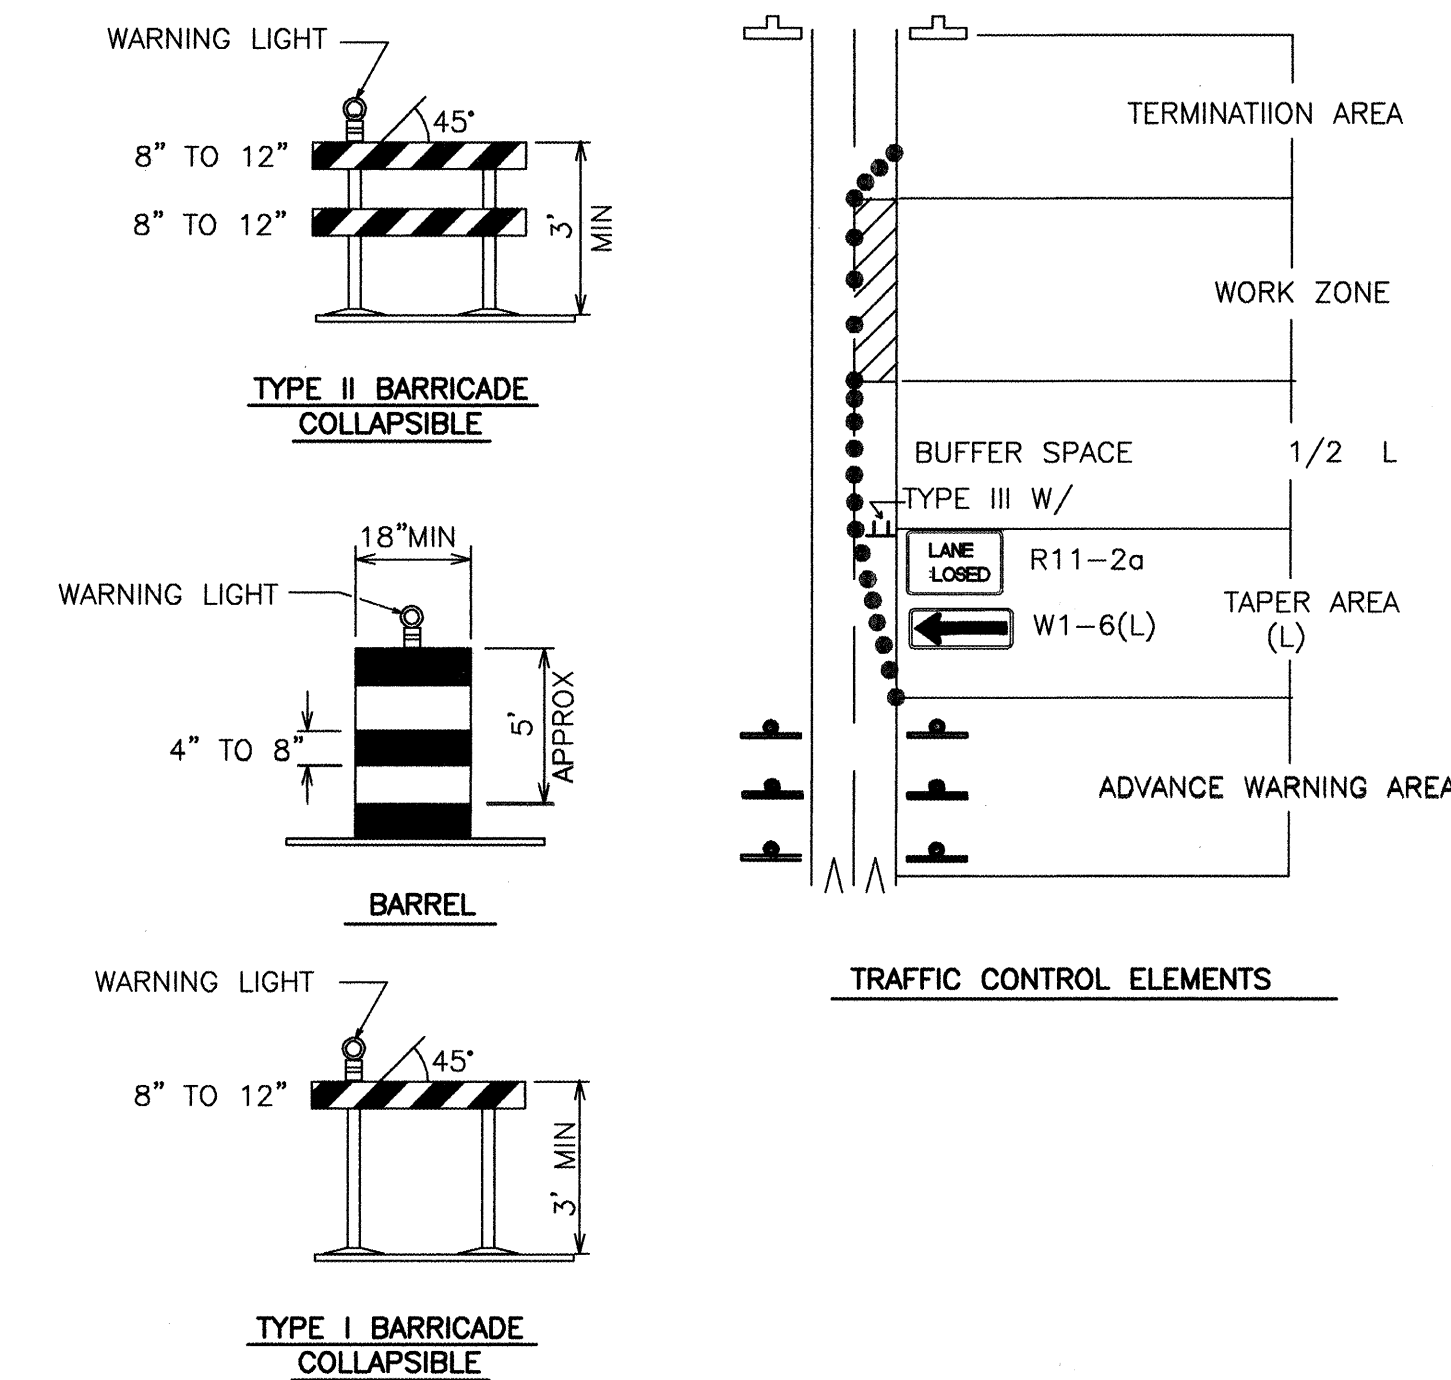 WARNING LIGHT
45°
8" TO 12"
8" TO 12"
3'
MIN
TYPE II BARRICADE
COLLAPSIBLE
18"MIN
WARNING LIGHT
4" TO 8"
5'
APPROX
BARREL
WARNING LIGHT
45°
8" TO 12"
3' MIN
TYPE I BARRICADE
COLLAPSIBLE
TERMINATIION AREA
WORK ZONE
BUFFER SPACE 1/2 L
TYPE III W/
LANE
CLOSED
R11-2a
W1-6(L)
TAPER AREA
(L)
ADVANCE WARNING AREA
TRAFFIC CONTROL ELEMENTS